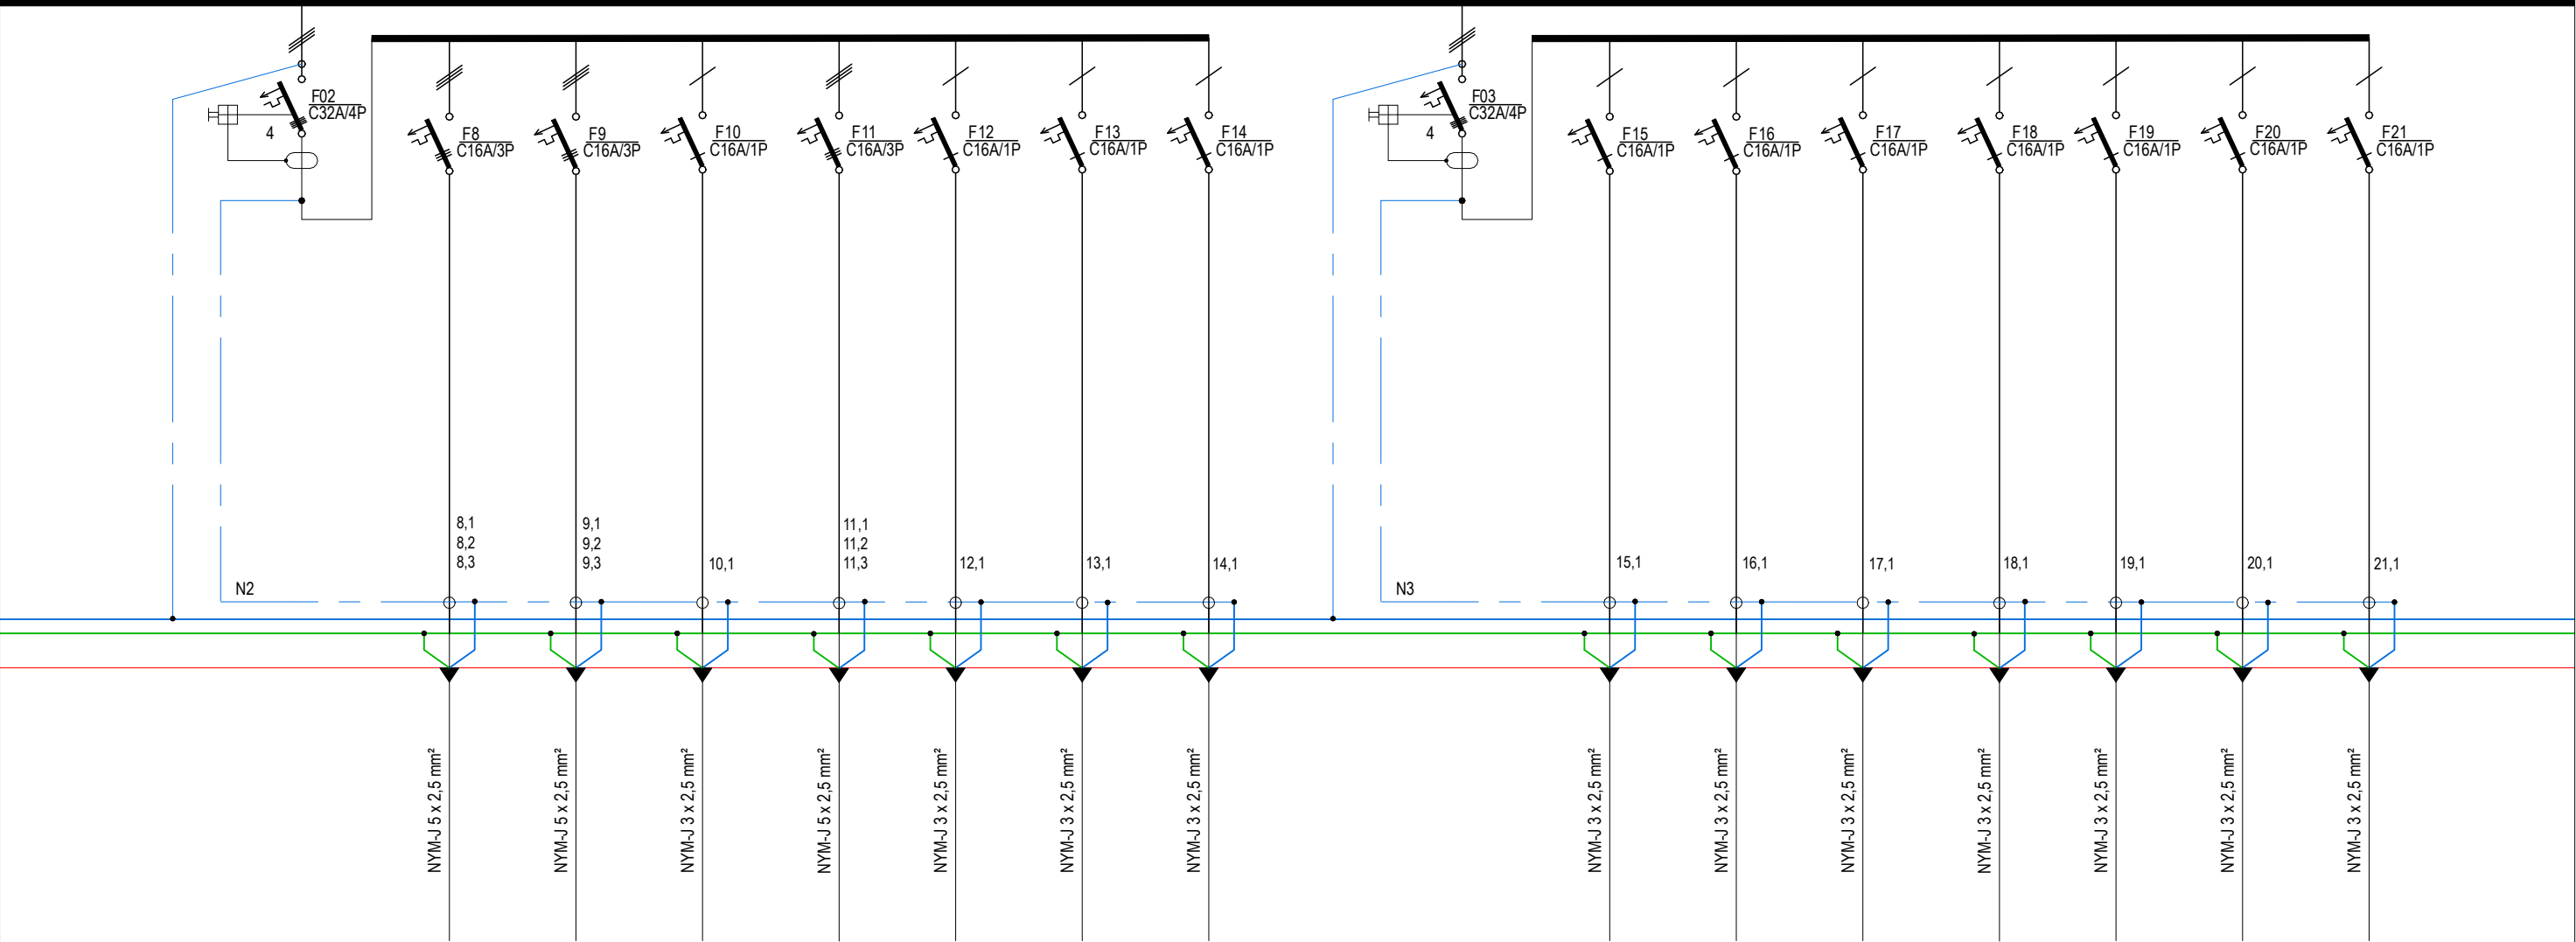 F02
C32A/4P
4
F8
C16A/3P
F9
C16A/3P
F10
C16A/1P
F11
C16A/3P
F12
C16A/1P
F13
C16A/1P
F14
C16A/1P
F03
C32A/4P
4
F15
C16A/1P
F16
C16A/1P
F17
C16A/1P
F18
C16A/1P
F19
C16A/1P
F20
C16A/1P
F21
C16A/1P
8,1
8,2
8,3
9,1
9,2
9,3
10,1
11,1
11,2
11,3
12,1
13,1
14,1
15,1
16,1
17,1
18,1
19,1
20,1
21,1
N2
N3
NYM-J 5 x 2,5 mm²
NYM-J 5 x 2,5 mm²
NYM-J 3 x 2,5 mm²
NYM-J 5 x 2,5 mm²
NYM-J 3 x 2,5 mm²
NYM-J 3 x 2,5 mm²
NYM-J 3 x 2,5 mm²
NYM-J 3 x 2,5 mm²
NYM-J 3 x 2,5 mm²
NYM-J 3 x 2,5 mm²
NYM-J 3 x 2,5 mm²
NYM-J 3 x 2,5 mm²
NYM-J 3 x 2,5 mm²
NYM-J 3 x 2,5 mm²